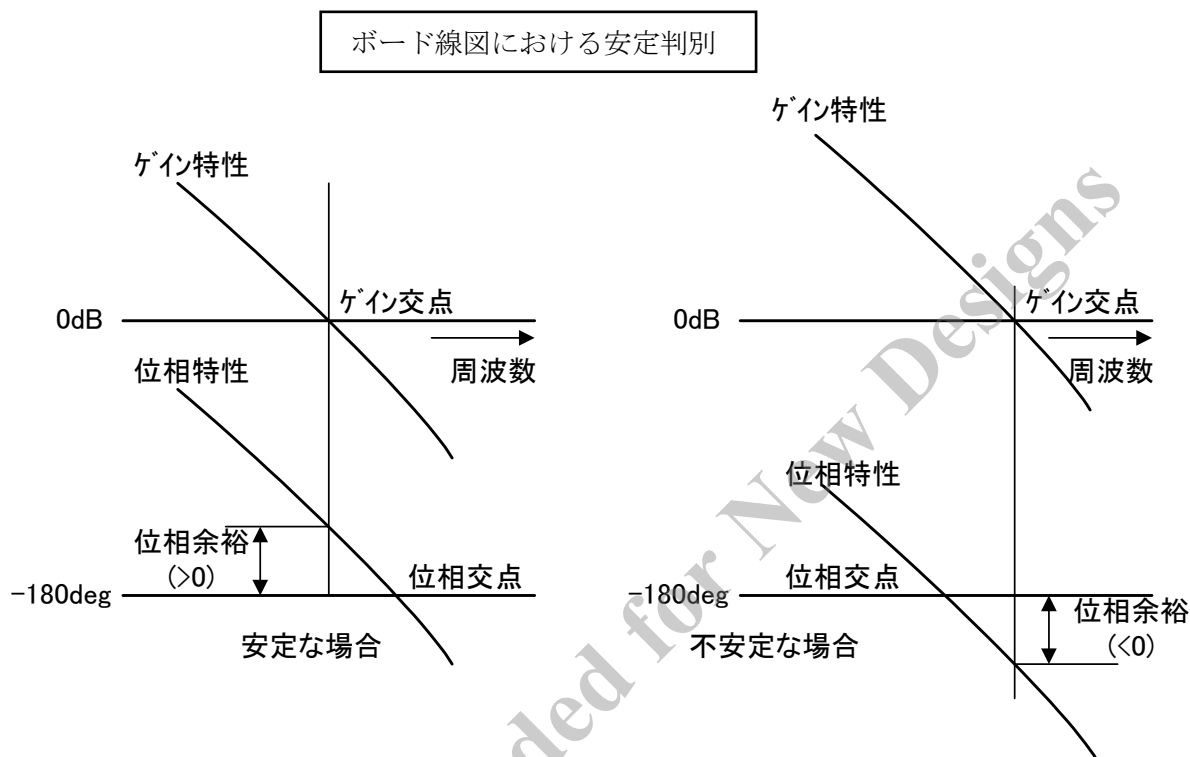 ボード線図における安定判別
ｹﾞｲﾝ特性
0dB
ｹﾞｲﾝ交点
周波数
位相特性
位相余裕
(>0)
位相交点
-180deg
安定な場合
ｹﾞｲﾝ特性
0dB
ｹﾞｲﾝ交点
周波数
位相特性
位相交点
-180deg
位相余裕
(<0)
不安定な場合
ded for New Designs